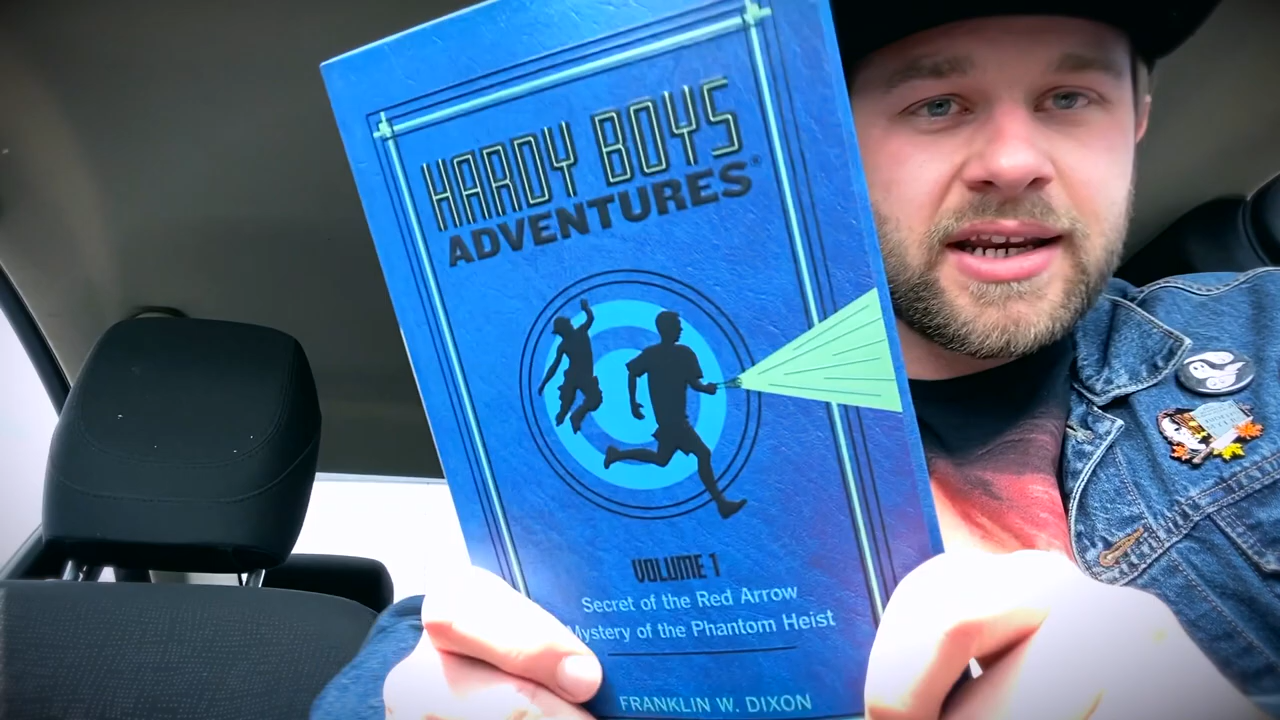 HARDY BOYS
ADVENTURES®
VOLUME 1
Secret of the Red Arrow
Mystery of the Phantom Heist
FRANKLIN W. DIXON